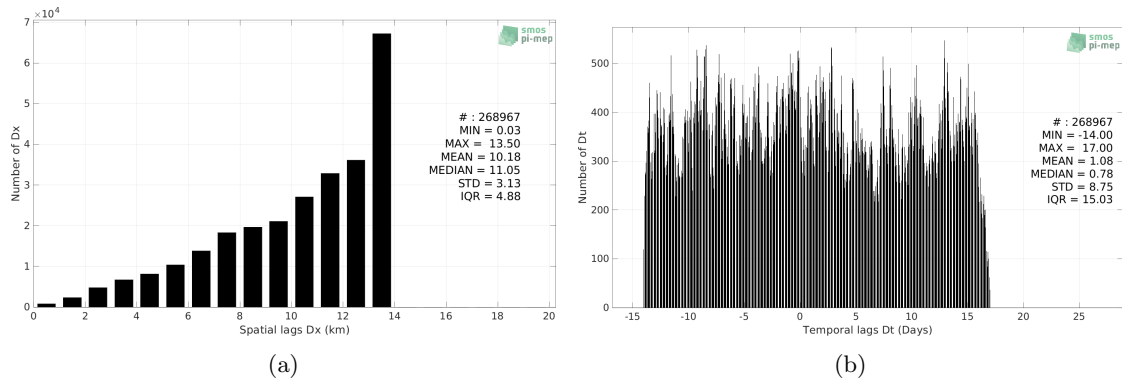 ×10⁴
7
6
5
4
3
2
1
0
Number of Dx
0 2 4 6 8 10 12 14 16 18 20
Spatial lags Dx (km)
smos
pi-mep
# : 268967
MIN = 0.03
MAX = 13.50
MEAN = 10.18
MEDIAN = 11.05
STD = 3.13
IQR = 4.88
(a)
500
400
300
200
100
0
Number of Dt
-15 -10 -5 0 5 10 15 20 25
Temporal lags Dt (Days)
smos
pi-mep
# : 268967
MIN = -14.00
MAX = 17.00
MEAN = 1.08
MEDIAN = 0.78
STD = 8.75
IQR = 15.03
(b)